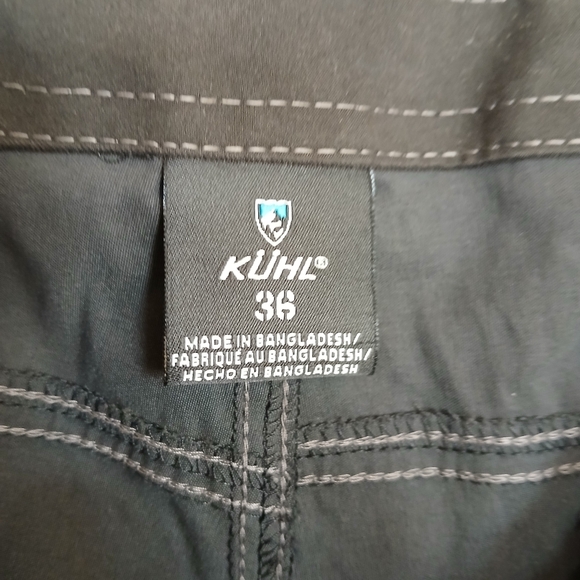 KÜHL®
36
MADE IN BANGLADESH/
FABRIQUÉ AU BANGLADESH/
HECHO EN BANGLADESH